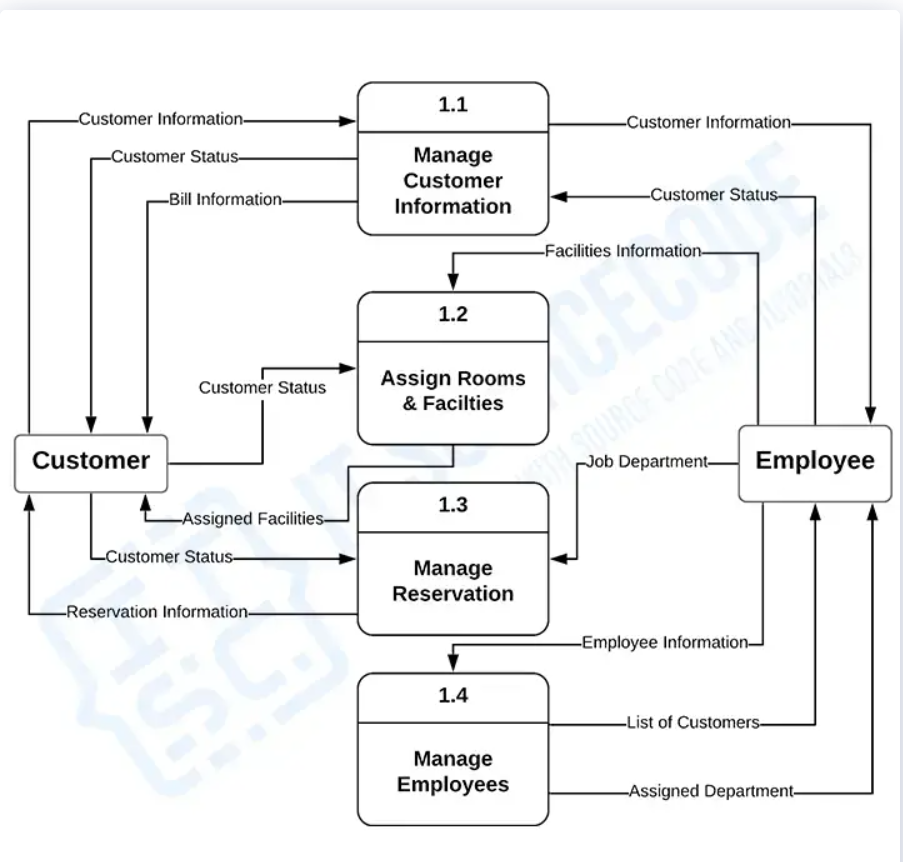 1.1
Manage
Customer
Information
Customer Information
Customer Information
Customer Status
Customer Status
Bill Information
Facilities Information
1.2
Assign Rooms
& Facilties
Customer Status
Customer
Employee
Job Department
1.3
Manage
Reservation
Assigned Facilities
Customer Status
Reservation Information
Employee Information
1.4
Manage
Employees
List of Customers
Assigned Department